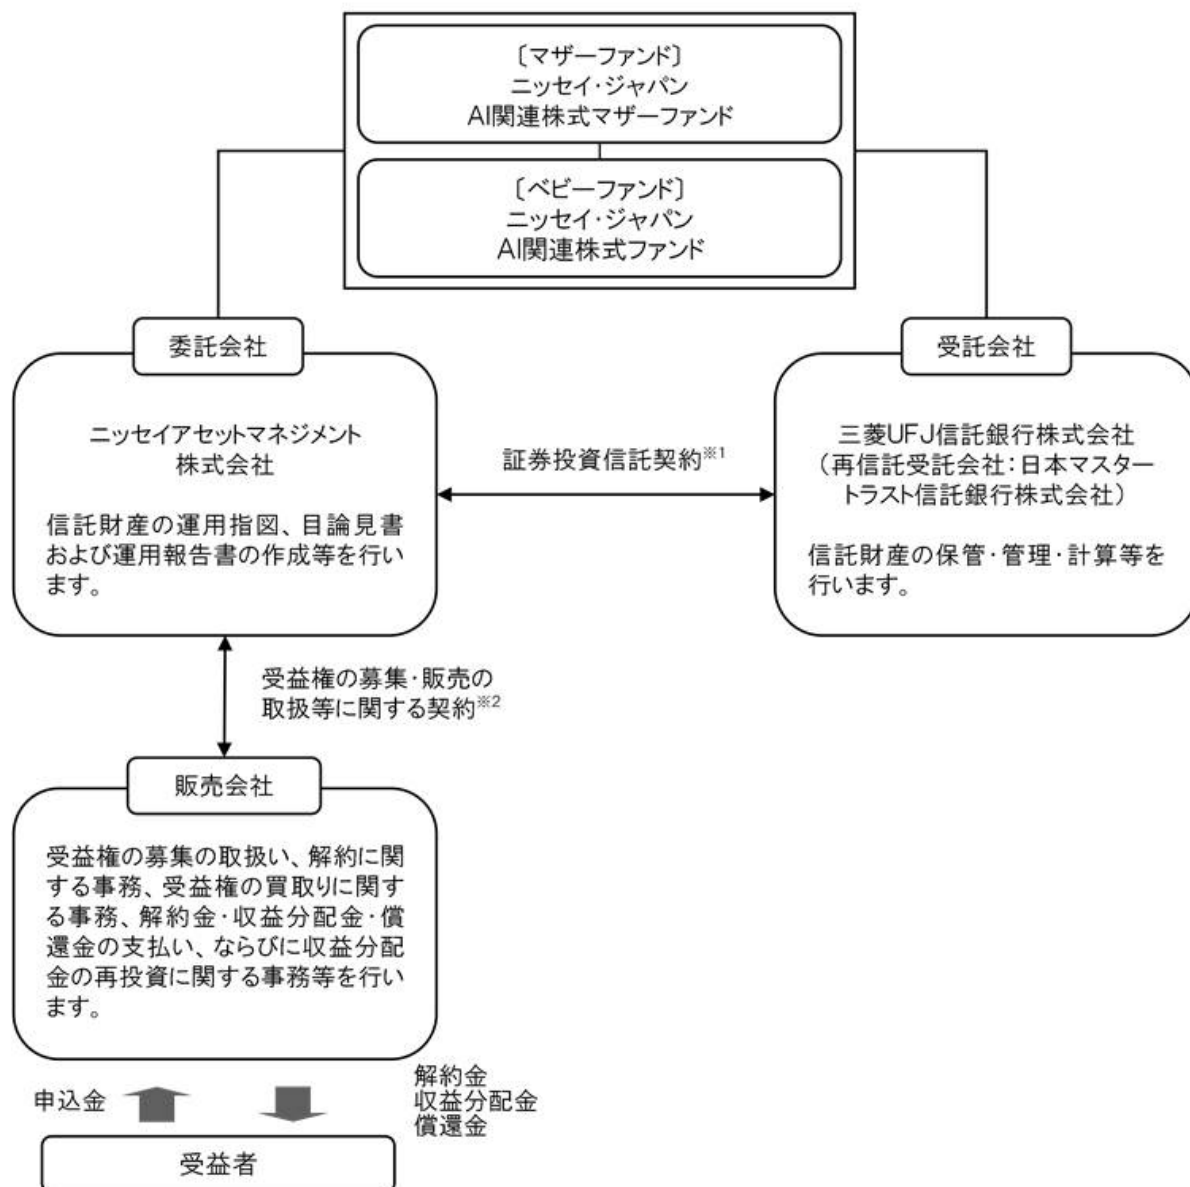 〔マザーファンド〕
ニッセイ・ジャパン
AI関連株式マザーファンド
〔ベビーファンド〕
ニッセイ・ジャパン
AI関連株式ファンド
委託会社
ニッセイアセットマネジメント
株式会社
信託財産の運用指図、目論見書
および運用報告書の作成等を行い
ます。
証券投資信託契約※1
受託会社
三菱UFJ信託銀行株式会社
（再信託受託会社：日本マスター
トラスト信託銀行株式会社）
信託財産の保管・管理・計算等を
行います。
受益権の募集・販売の
取扱等に関する契約※2
販売会社
受益権の募集の取扱い、解約に関
する事務、受益権の買取りに関す
る事務、解約金・収益分配金・償
還金の支払い、ならびに収益分配
金の再投資に関する事務等を行い
ます。
申込金
解約金
収益分配金
償還金
受益者